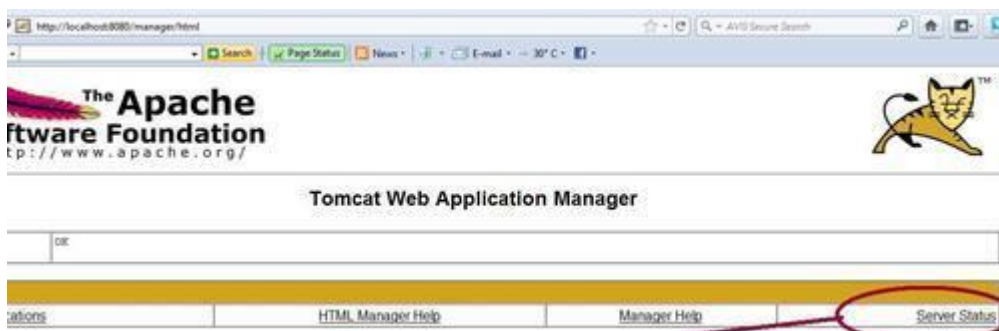 http://localhost:8080/manager/html
AVG Secure Search
Search
Page Status
News
E-mail
30° C
The Apache
ftware Foundation
tp://www.apache.org/
TM
Tomcat Web Application Manager
OK
cations HTML Manager Help Manager Help Server Status